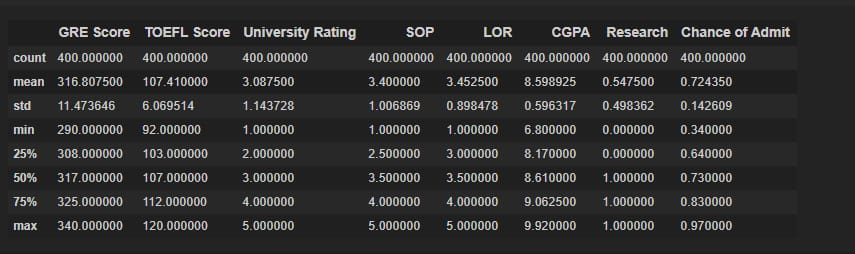 GRE Score TOEFL Score University Rating SOP LOR CGPA Research Chance of Admit
count 400.000000 400.000000 400.000000 400.000000 400.000000 400.000000 400.000000 400.000000
mean 316.807500 107.410000 3.087500 3.400000 3.452500 8.598925 0.547500 0.724350
std 11.473646 6.069514 1.143728 1.006869 0.898478 0.596317 0.498362 0.142609
min 290.000000 92.000000 1.000000 1.000000 1.000000 6.800000 0.000000 0.340000
25% 308.000000 103.000000 2.000000 2.500000 3.000000 8.170000 0.000000 0.640000
50% 317.000000 107.000000 3.000000 3.500000 3.500000 8.610000 1.000000 0.730000
75% 325.000000 112.000000 4.000000 4.000000 4.000000 9.062500 1.000000 0.830000
max 340.000000 120.000000 5.000000 5.000000 5.000000 9.920000 1.000000 0.970000